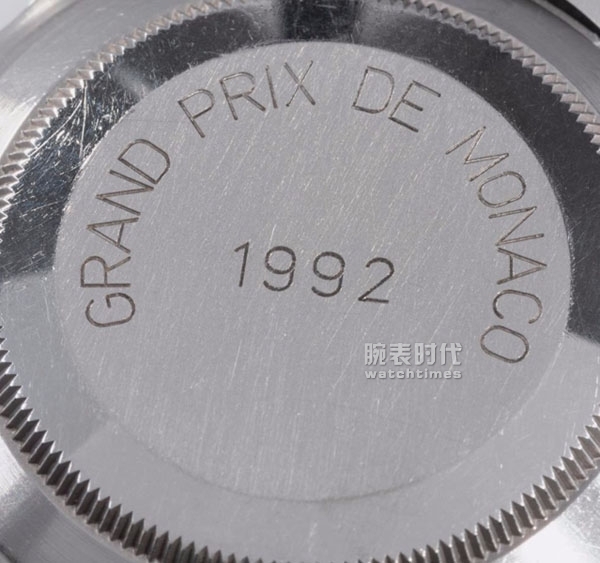 GRAND PRIX DE MONACO
1992
腕表时代
watchtimes